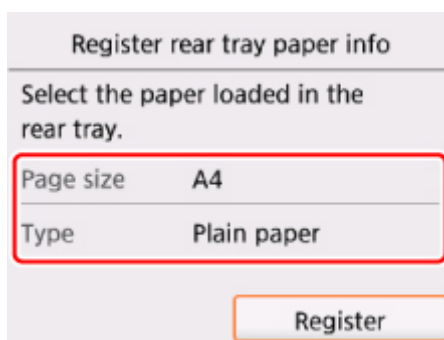 Register rear tray paper info
Select the paper loaded in the
rear tray.
Page size A4
Type Plain paper
Register